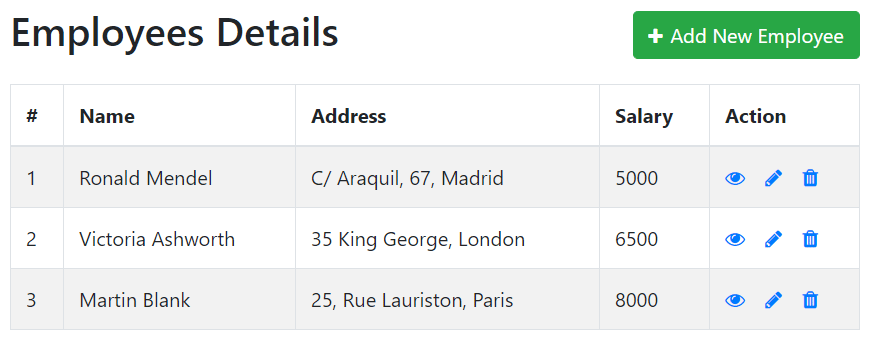 Employees Details
Add New Employee
# Name Address Salary Action
1 Ronald Mendel C/ Araquil, 67, Madrid 5000
2 Victoria Ashworth 35 King George, London 6500
3 Martin Blank 25, Rue Lauriston, Paris 8000